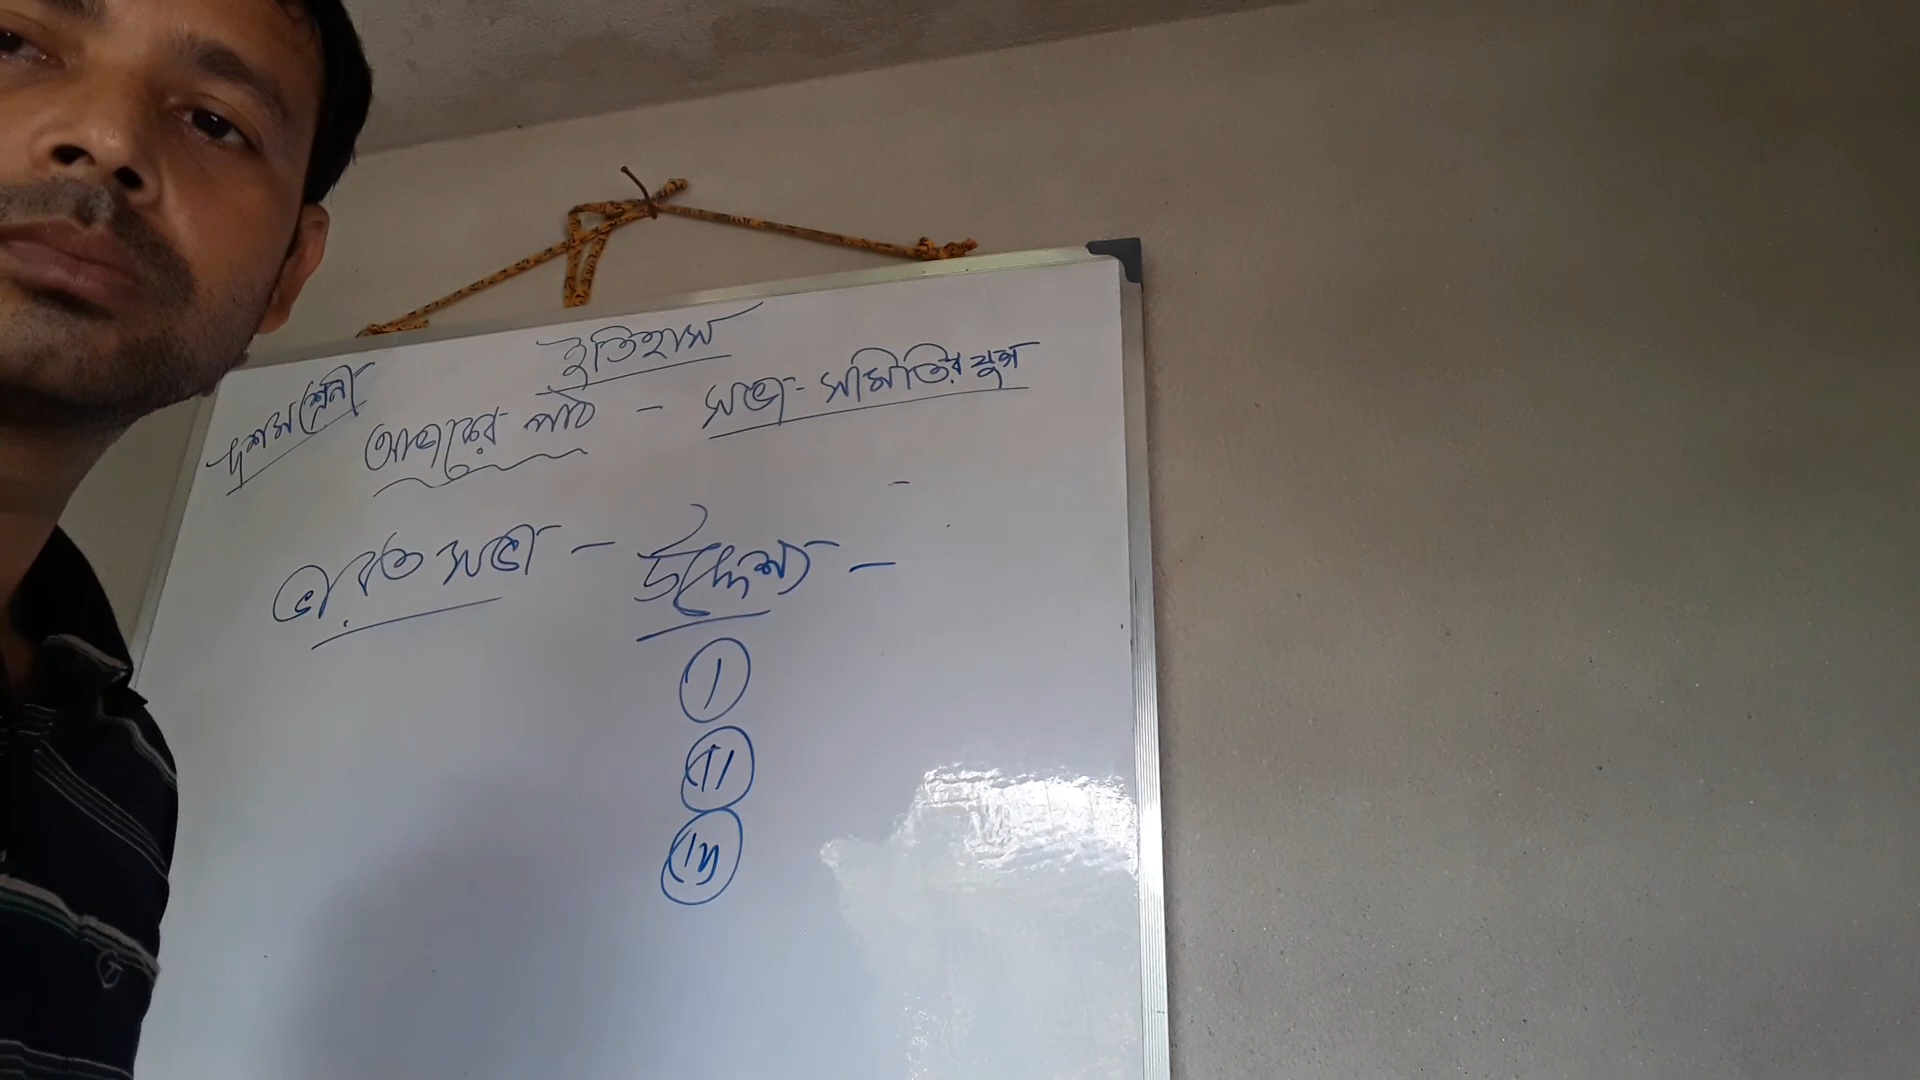 ইতিহাস
দশম শ্রেণী
আজকের পাঠ - সভা-সমিতির যুগ
ভারত সভা - উদ্দেশ্য -
i
ii
iii